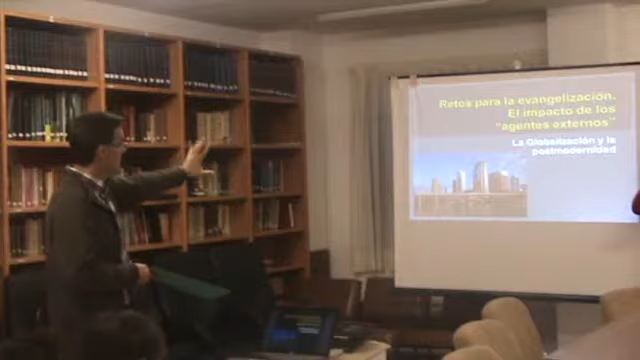 Retos para la evangelización.
El impacto de los
"agentes externos"
La Globalización y la
postmodernidad